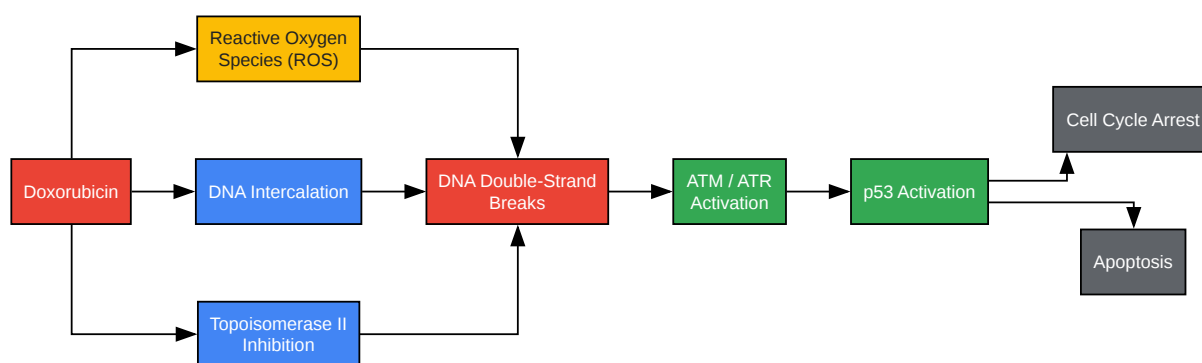 Reactive Oxygen
Species (ROS)
Cell Cycle Arrest
Doxorubicin
DNA Intercalation
DNA Double-Strand
Breaks
ATM / ATR
Activation
p53 Activation
Apoptosis
Topoisomerase II
Inhibition